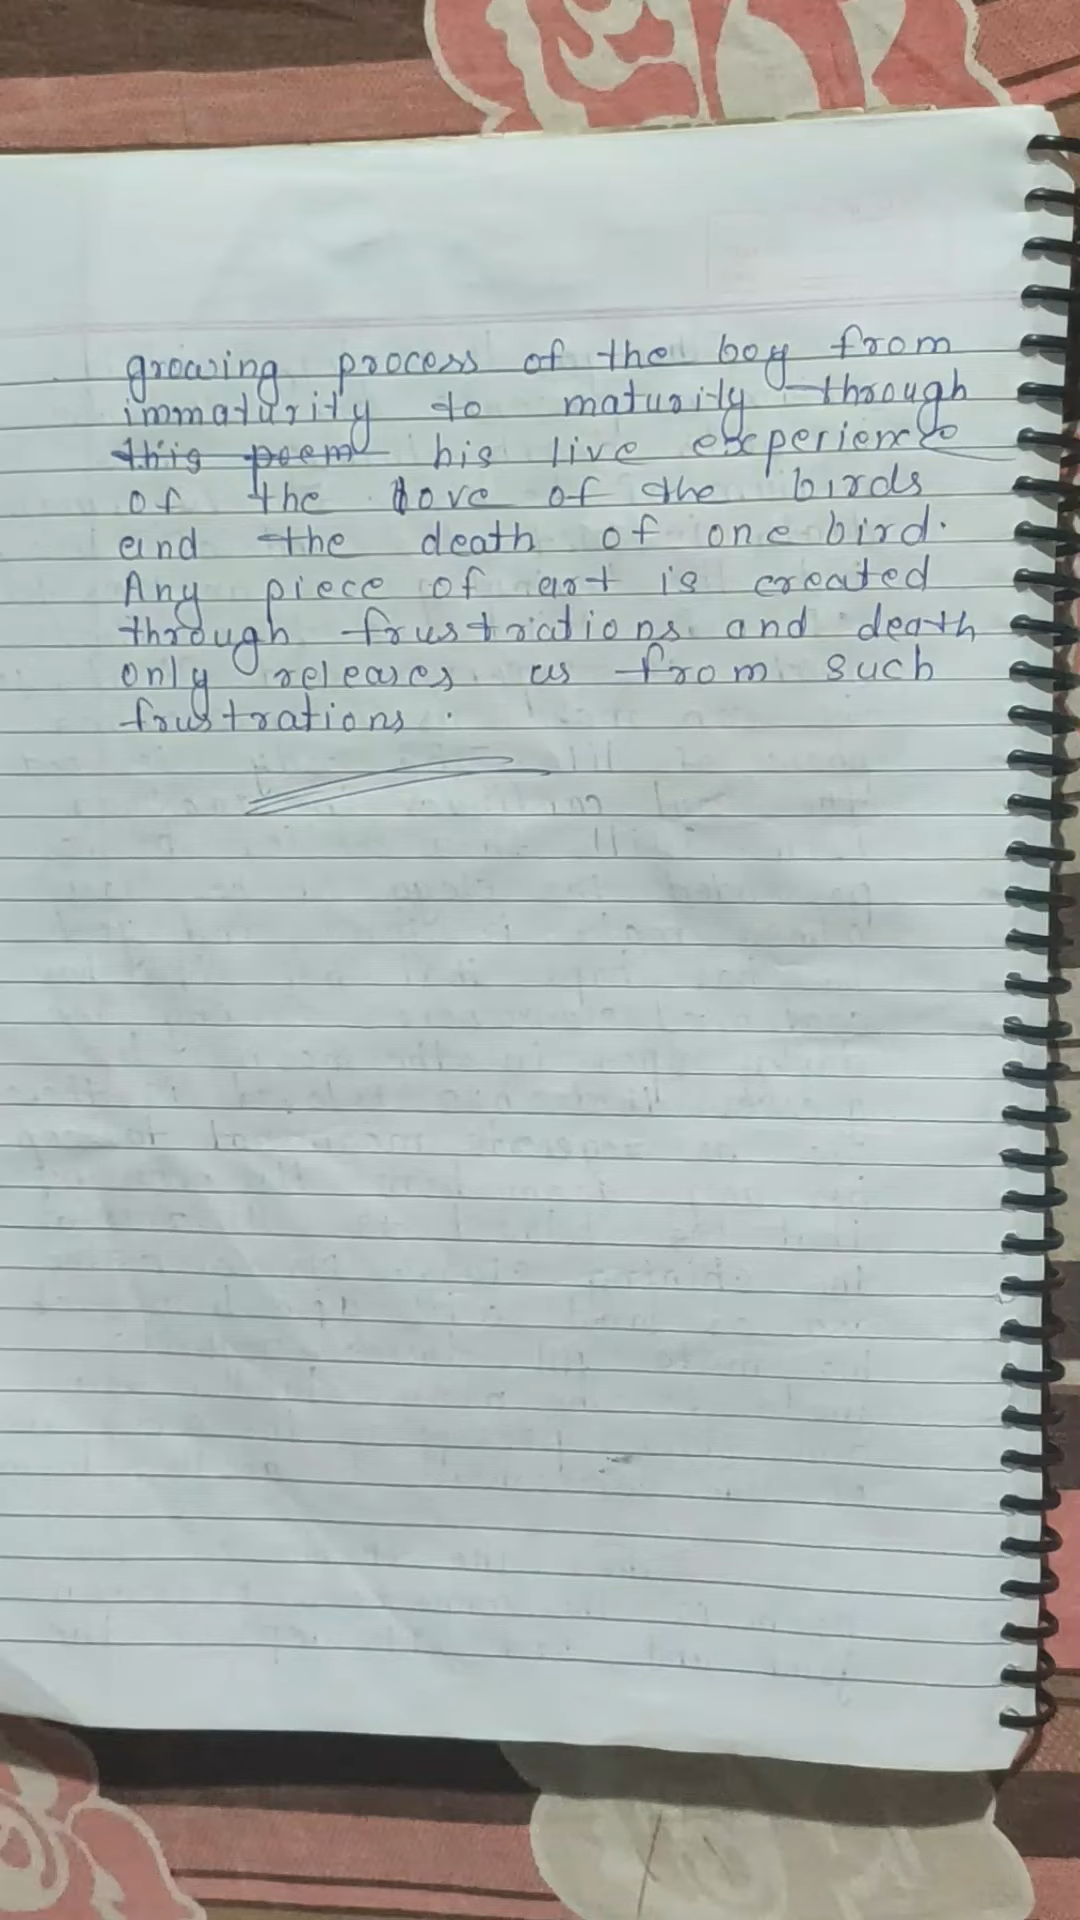 growing process of the boy from
immaturity to maturity through
this poem his live experience
of the love of the birds
and the death of one bird.
Any piece of art is created
through frustrations and death
only releases us from such
frustrations.